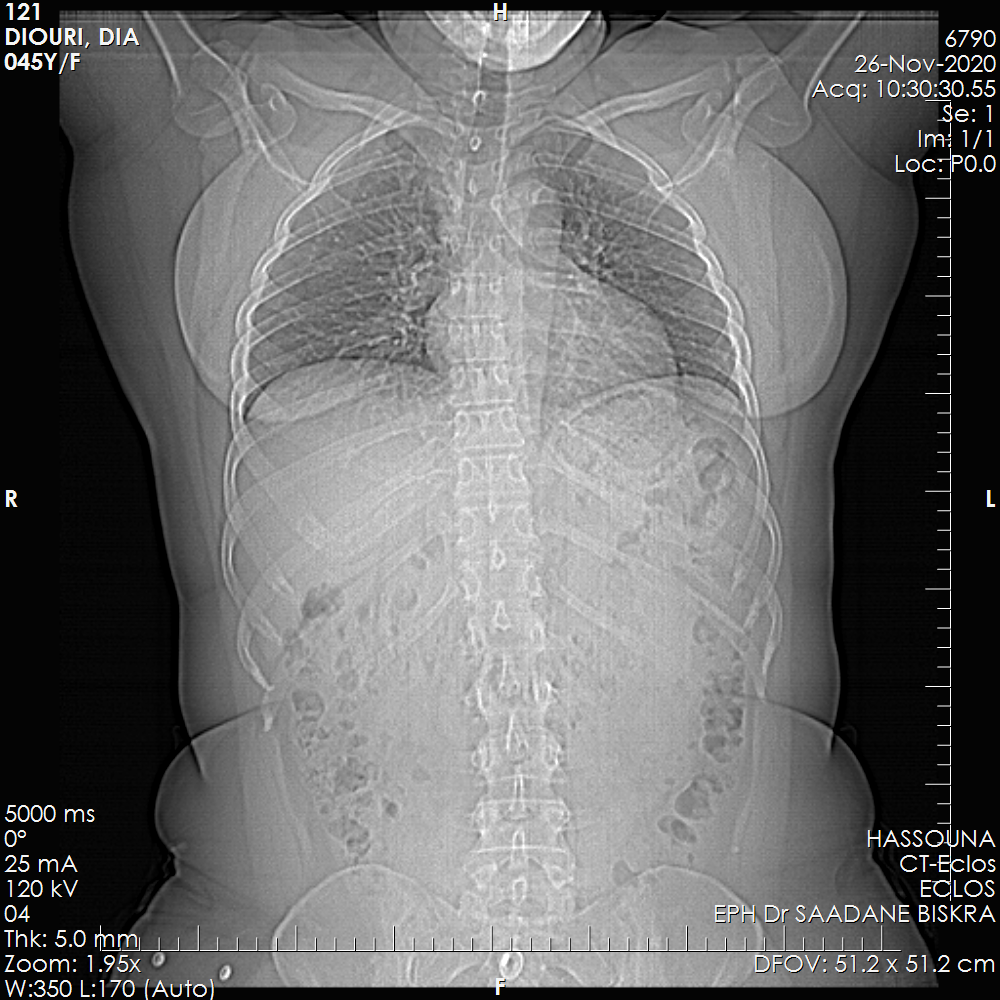 121
DIOURI, DIA
045Y/F
H
6790
26-Nov-2020
Acq: 10:30:30.55
Se: 1
Im: 1/1
Loc: P0.0
R
L
5000 ms
0°
25 mA
120 kV
04
Thk: 5.0 mm
Zoom: 1.95x
W:350 L:170 (Auto)
F
HASSOUNA
CT-Eclos
ECLOS
EPH Dr SAADANE BISKRA
DFOV: 51.2 x 51.2 cm